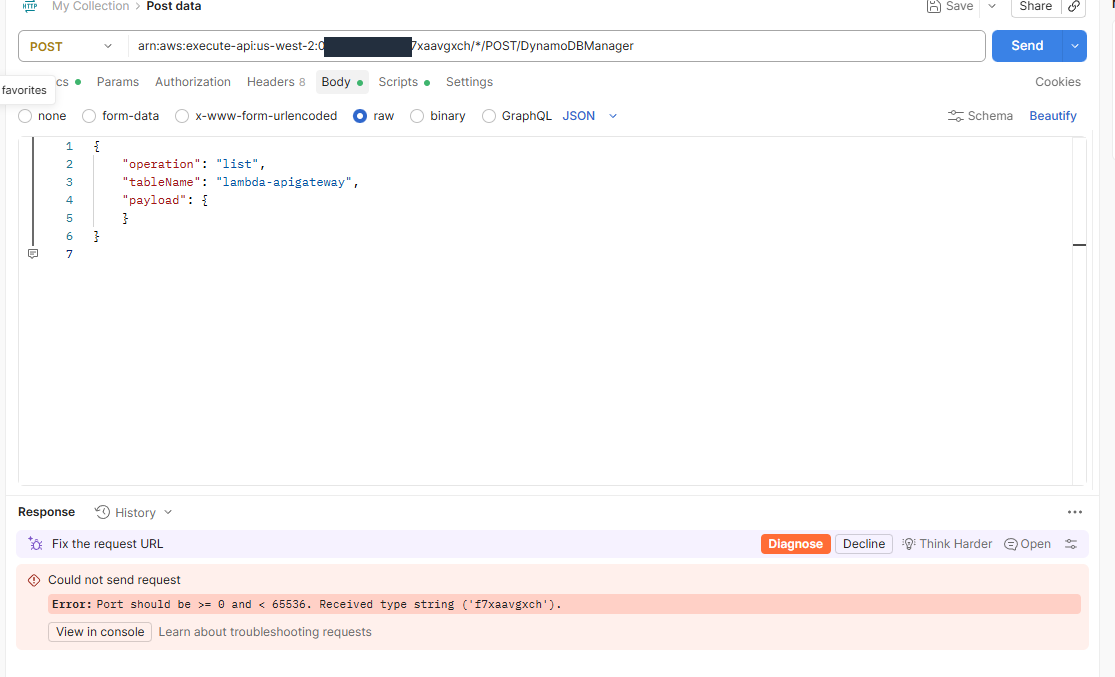 HTTP My Collection > Post data Save Share
POST arn:aws:execute-api:us-west-2:0 7xaavgxch/*/POST/DynamoDBManager Send
favorites
cs Params Authorization Headers 8 Body Scripts Settings Cookies
none form-data x-www-form-urlencoded raw binary GraphQL JSON Schema Beautify
1 {
2 "operation": "list",
3 "tableName": "lambda-apigateway",
4 "payload": {
5 }
6 }
7
Response History
Fix the request URL Diagnose Decline Think Harder Open
Could not send request
Error: Port should be >= 0 and < 65536. Received type string ('f7xaavgxch').
View in console Learn about troubleshooting requests